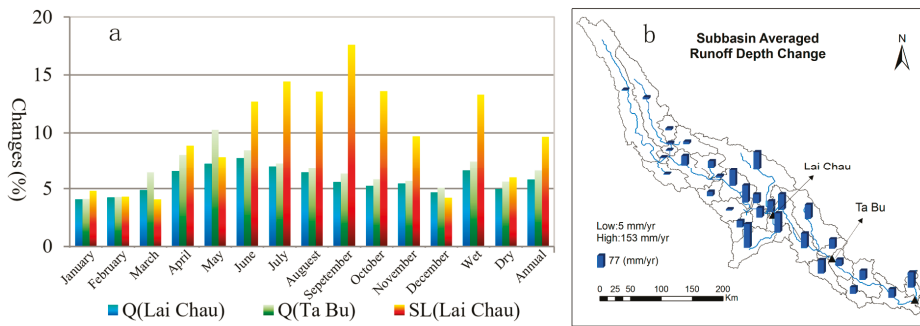 a
20
15
10
5
0
Changes(%)
January
February
March
April
May
June
July
Auguest
Sepetember
October
November
December
Wet
Dry
Annual
Q(Lai Chau)
Q(Ta Bu)
SL(Lai Chau)
b
Subbasin Averaged
Runoff Depth Change
N
Lai Chau
Ta Bu
Low:5 mm/yr
High:153 mm/yr
77 (mm/yr)
0 25 50 100 150 200
Km